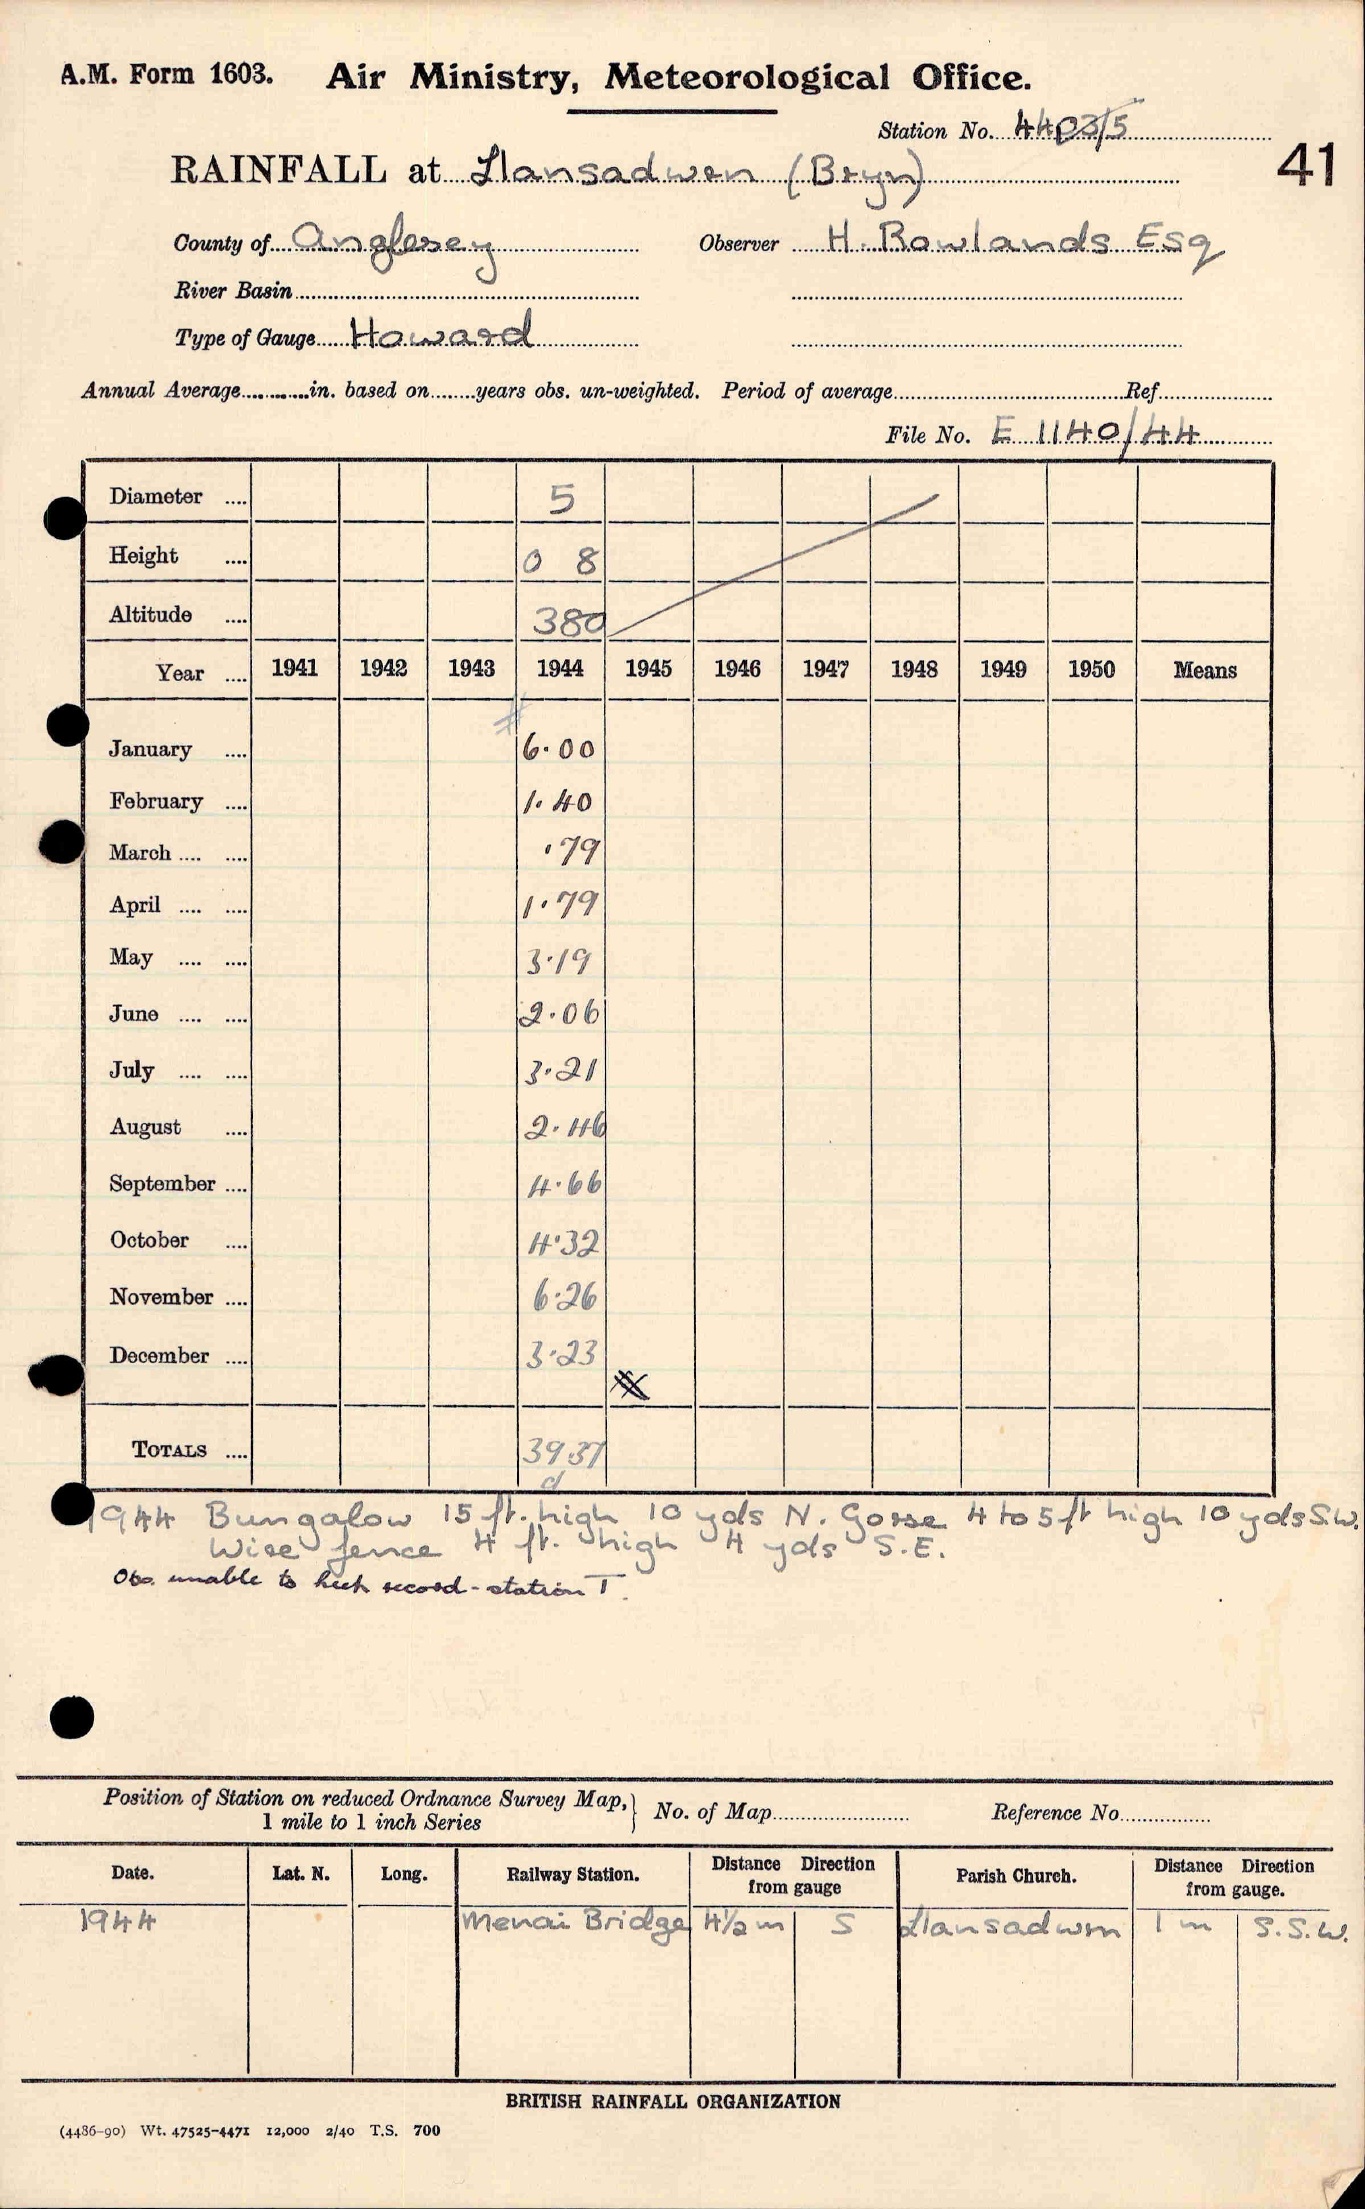 A.M. Form 1603. Air Ministry, Meteorological Office.
Station No. 4403/5
41
RAINFALL at Llansadwrn (Bryn)
County of Anglesey Observer H. Rowlands Esq
River Basin
Type of Gauge Howard
Annual Average in. based on years obs. un-weighted. Period of average Ref
File No. E 1140/44
Diameter 5
Height 0 8
Altitude 380
Year 1941 1942 1943 1944 1945 1946 1947 1948 1949 1950 Means
January 6.00
February 1.40
March .79
April 1.79
May 3.19
June 2.06
July 3.21
August 2.46
September 4.66
October 4.32
November 6.26
December 3.23
TOTALS 39.37
d
1944 Bungalow 15 ft. high 10 yds N. Gorse 4 to 5 ft high 10 yds S.W.
Wire fence 4 ft. high 4 yds S.E.
Obs. unable to keep record - station T.
Position of Station on reduced Ordnance Survey Map, 1 mile to 1 inch Series } No. of Map Reference No
Date. Lat. N. Long. Railway Station. Distance Direction from gauge Parish Church. Distance Direction from gauge.
1944 Menai Bridge 4½ m S Llansadwrn 1 m S.S.W.
BRITISH RAINFALL ORGANIZATION
(4486-90) Wt. 47525-4471 12,000 2/40 T.S. 700